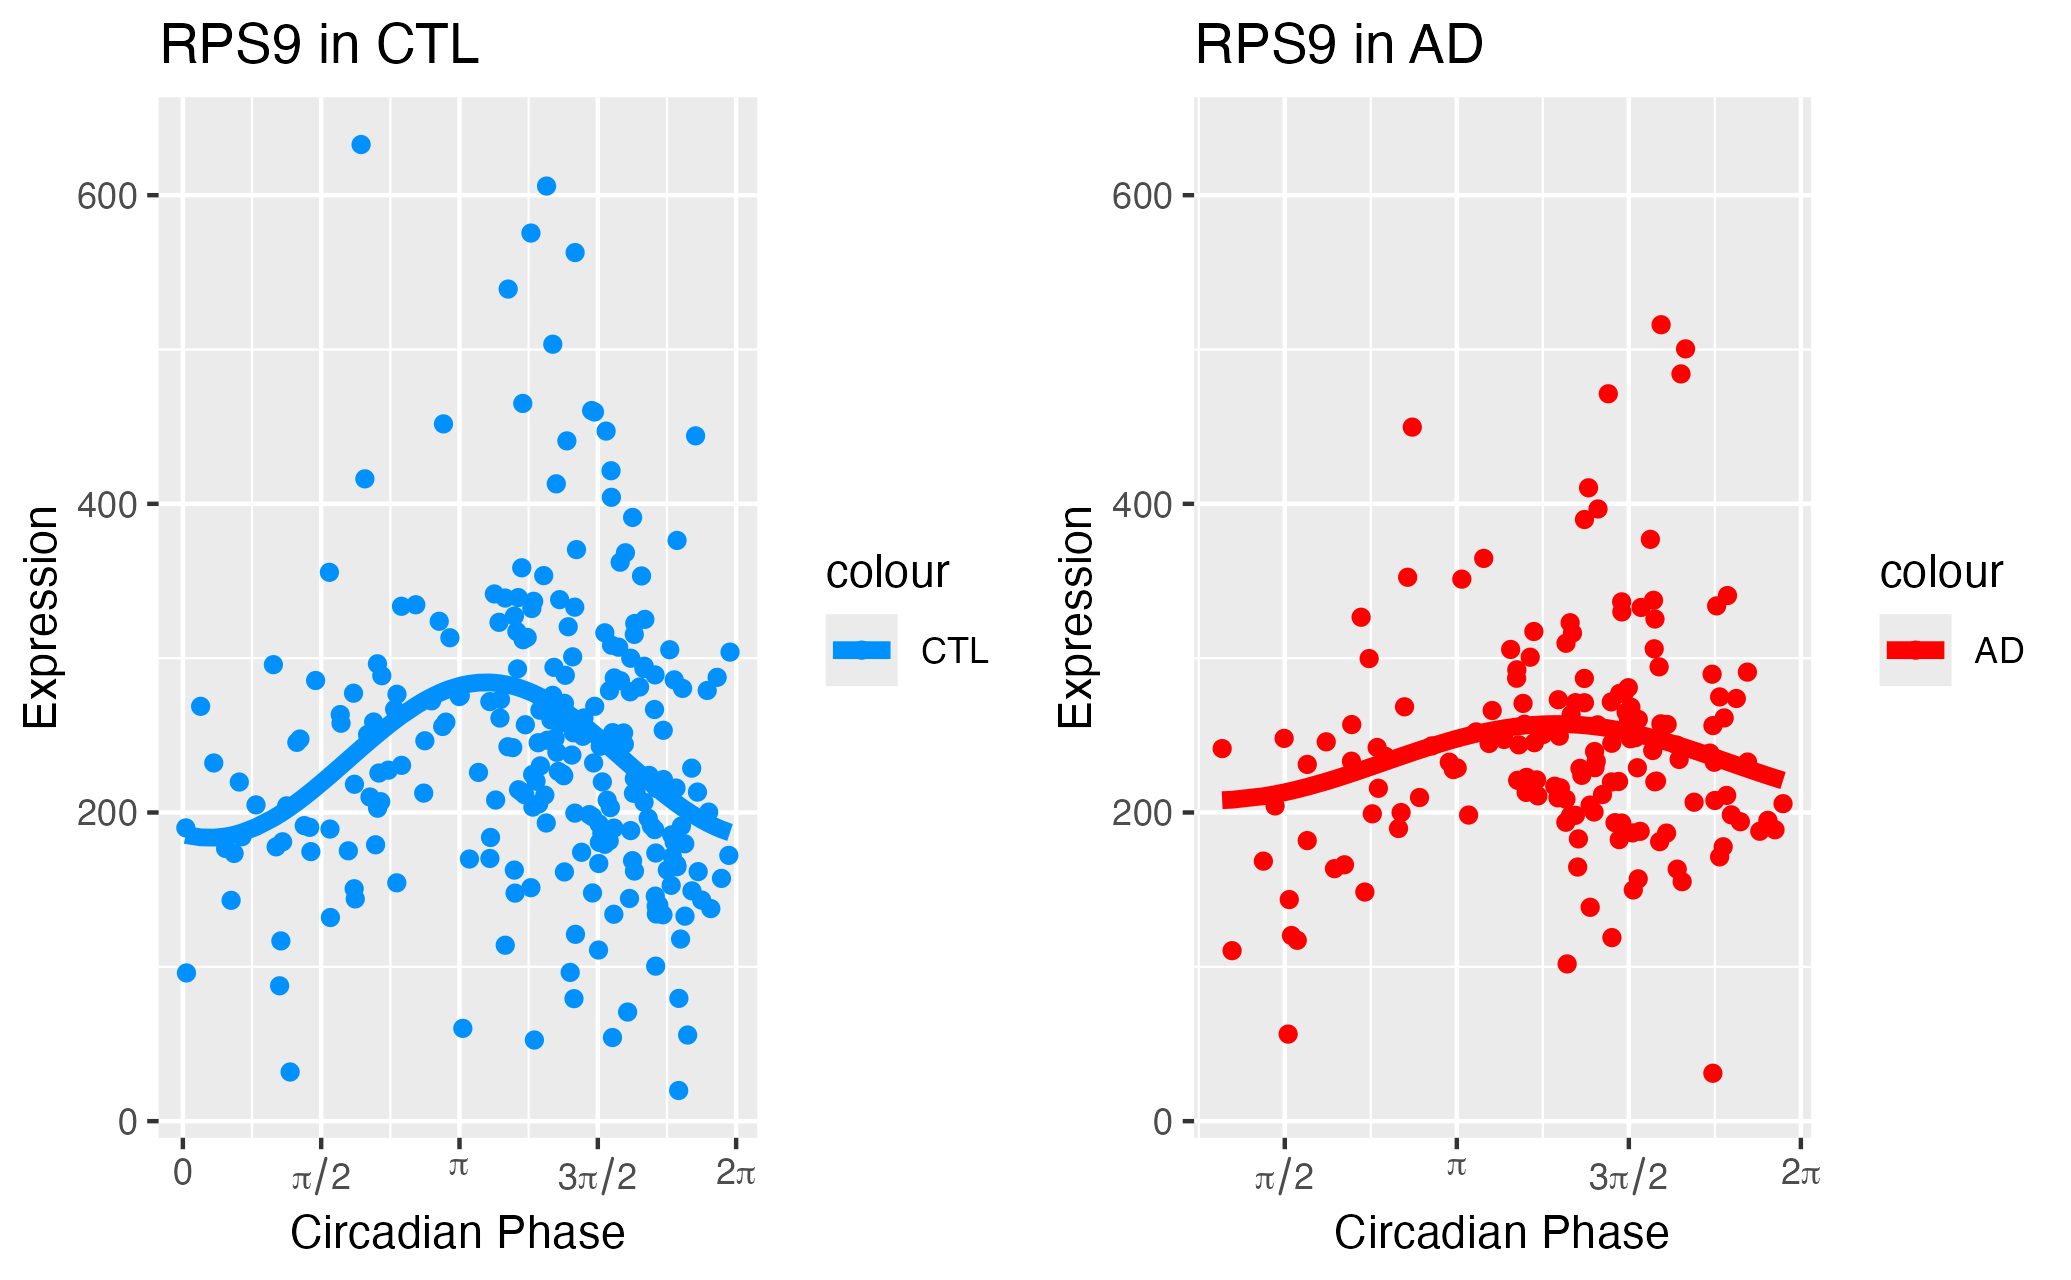 RPS9 in CTL
600
400
200
0
Expression
0 π/2 π 3π/2 2π
Circadian Phase
colour
CTL
RPS9 in AD
600
400
200
0
Expression
π/2 π 3π/2 2π
Circadian Phase
colour
AD